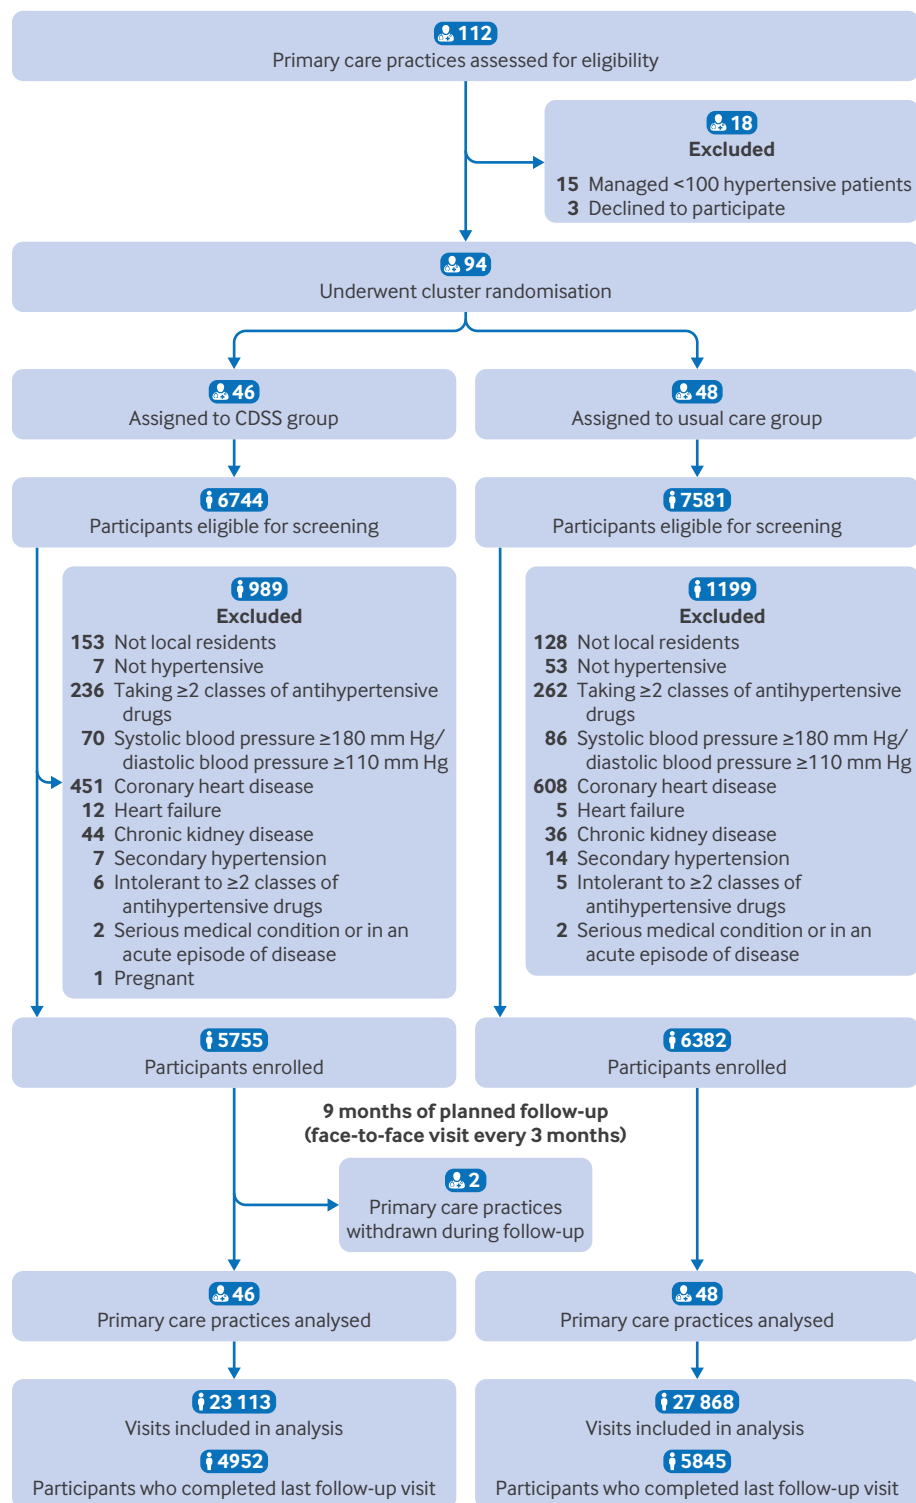 112
Primary care practices assessed for eligibility
18
Excluded
15 Managed <100 hypertensive patients
3 Declined to participate
94
Underwent cluster randomisation
46
Assigned to CDSS group
48
Assigned to usual care group
6744
Participants eligible for screening
7581
Participants eligible for screening
989
Excluded
153 Not local residents
7 Not hypertensive
236 Taking ≥2 classes of antihypertensive
drugs
70 Systolic blood pressure ≥180 mm Hg/
diastolic blood pressure ≥110 mm Hg
451 Coronary heart disease
12 Heart failure
44 Chronic kidney disease
7 Secondary hypertension
6 Intolerant to ≥2 classes of
antihypertensive drugs
2 Serious medical condition or in an
acute episode of disease
1 Pregnant
1199
Excluded
128 Not local residents
53 Not hypertensive
262 Taking ≥2 classes of antihypertensive
drugs
86 Systolic blood pressure ≥180 mm Hg/
diastolic blood pressure ≥110 mm Hg
608 Coronary heart disease
5 Heart failure
36 Chronic kidney disease
14 Secondary hypertension
5 Intolerant to ≥2 classes of
antihypertensive drugs
2 Serious medical condition or in an
acute episode of disease
5755
Participants enrolled
6382
Participants enrolled
9 months of planned follow-up
(face-to-face visit every 3 months)
2
Primary care practices
withdrawn during follow-up
46
Primary care practices analysed
48
Primary care practices analysed
23 113
Visits included in analysis
4952
Participants who completed last follow-up visit
27 868
Visits included in analysis
5845
Participants who completed last follow-up visit